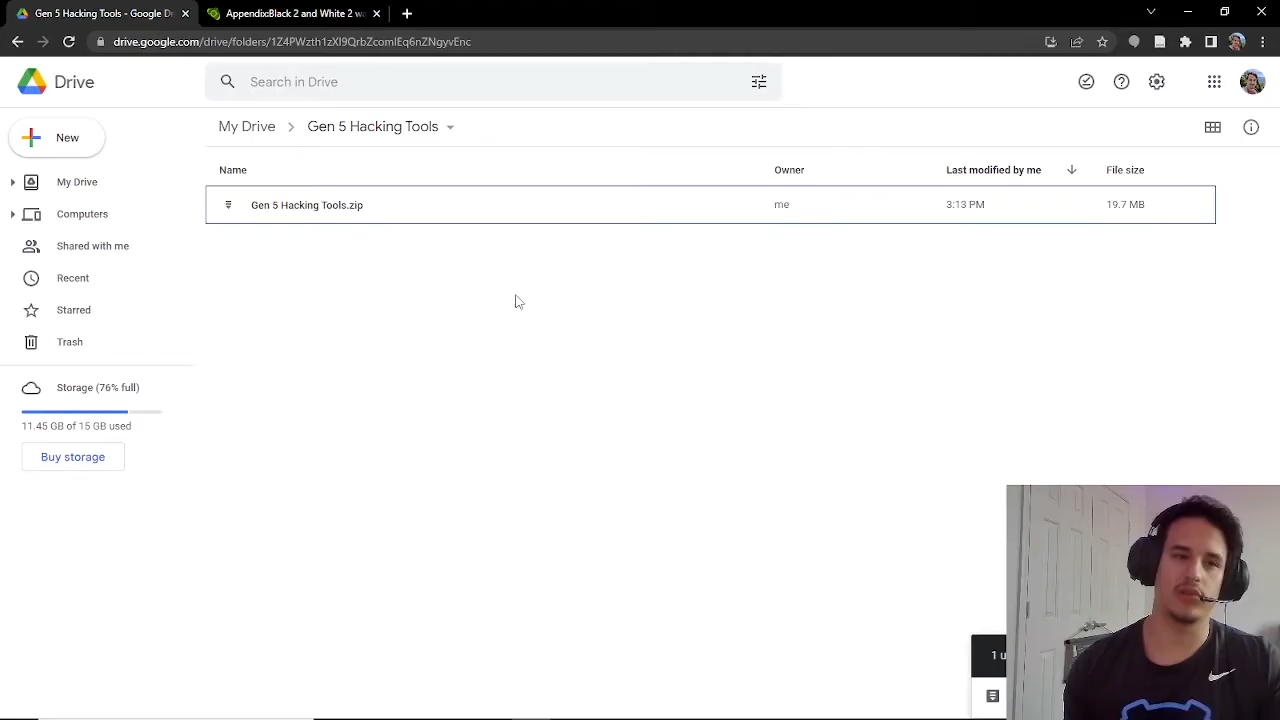 Gen 5 Hacking Tools - Google D
AppendixBlack 2 and White 2 wa
drive.google.com/drive/folders/1Z4PWzth1zXI9QrbZcomIEq6nZNgyvEnc
Drive
Search in Drive
New
My Drive
Computers
Shared with me
Recent
Starred
Trash
Storage (76% full)
11.45 GB of 15 GB used
Buy storage
My Drive
Gen 5 Hacking Tools
Name
Owner
Last modified by me
File size
Gen 5 Hacking Tools.zip
me
3:13 PM
19.7 MB
1 u